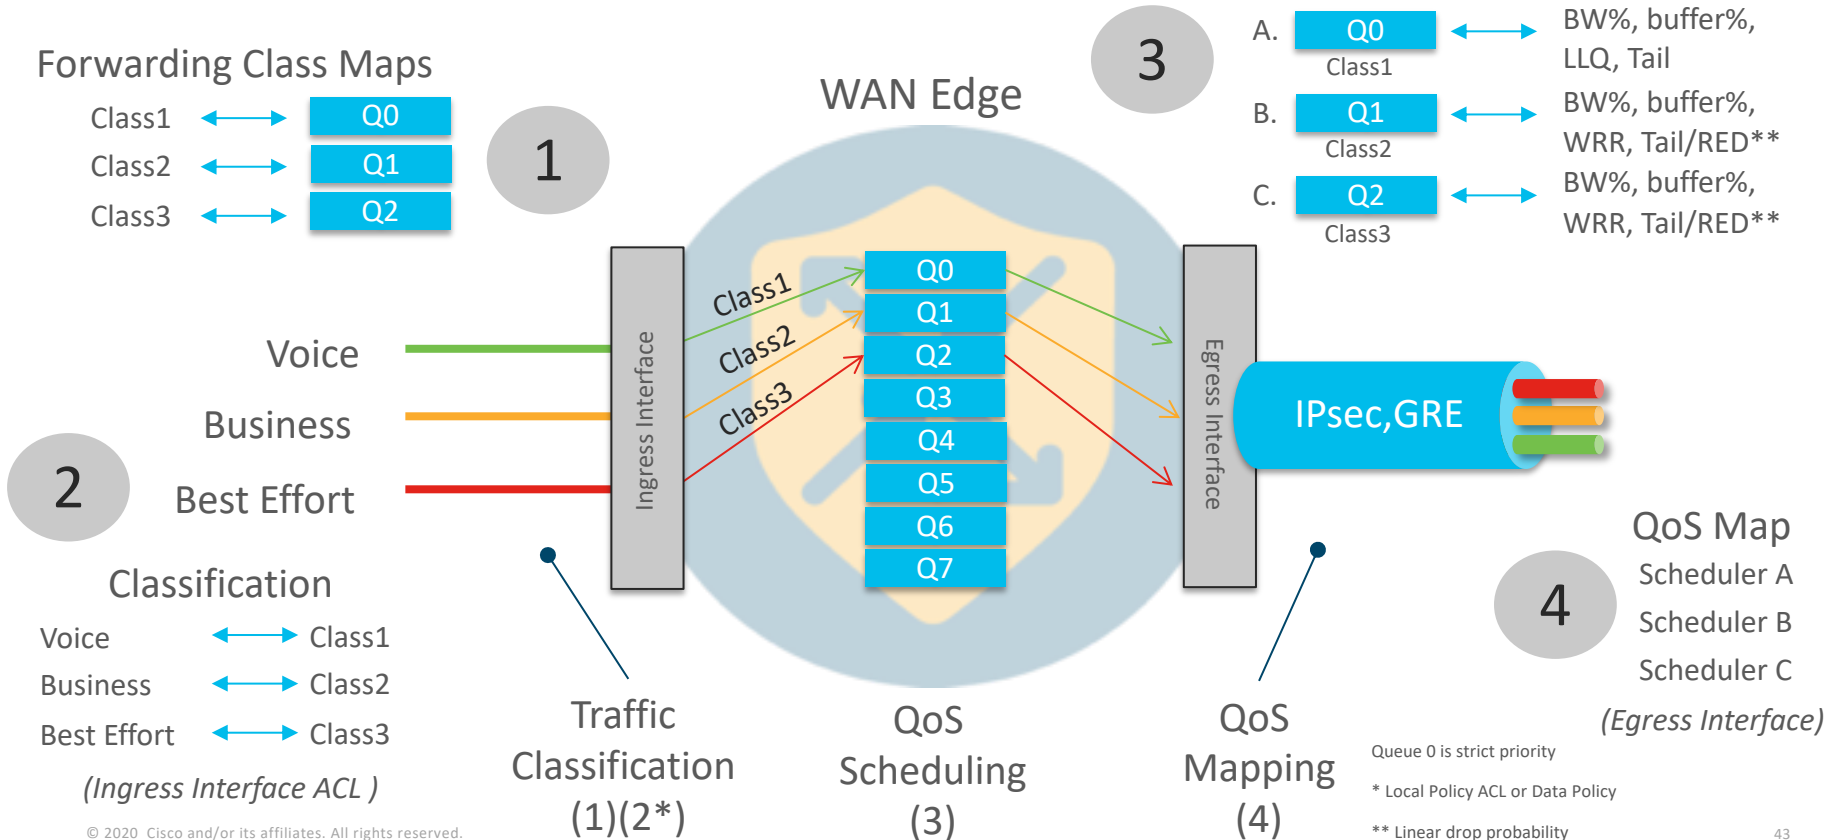 Forwarding Class Maps
Class1 Q0
Class2 Q1
Class3 Q2
1
WAN Edge
3
A. Q0 BW%, buffer%,
Class1 LLQ, Tail
B. Q1 BW%, buffer%,
Class2 WRR, Tail/RED**
C. Q2 BW%, buffer%,
Class3 WRR, Tail/RED**
Voice
Business
Best Effort
2
Ingress Interface
Class1
Class2
Class3
Q0
Q1
Q2
Q3
Q4
Q5
Q6
Q7
Egress Interface
IPsec,GRE
Classification
Voice Class1
Business Class2
Best Effort Class3
(Ingress Interface ACL )
Traffic
Classification
(1)(2*)
QoS
Scheduling
(3)
QoS
Mapping
(4)
4
QoS Map
Scheduler A
Scheduler B
Scheduler C
(Egress Interface)
Queue 0 is strict priority
* Local Policy ACL or Data Policy
** Linear drop probability
© 2020 Cisco and/or its affiliates. All rights reserved.
43